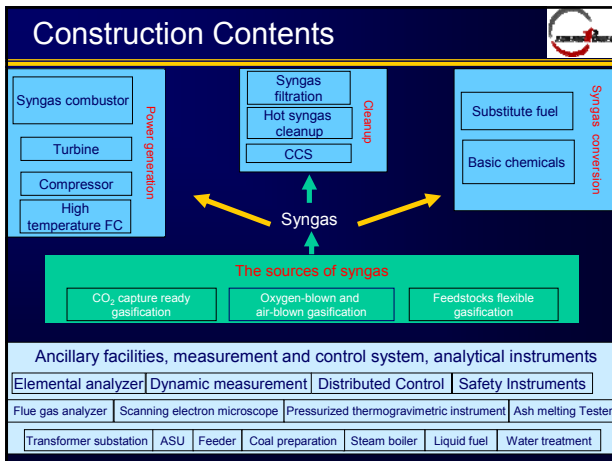 Construction Contents
Syngas combustor
Turbine
Compressor
High
temperature FC
Power generation
Syngas
filtration
Hot syngas
cleanup
CCS
Cleanup
Substitute fuel
Basic chemicals
Syngas conversion
Syngas
The sources of syngas
CO₂ capture ready
gasification
Oxygen-blown and
air-blown gasification
Feedstocks flexible
gasification
Ancillary facilities, measurement and control system, analytical instruments
Elemental analyzer Dynamic measurement Distributed Control Safety Instruments
Flue gas analyzer Scanning electron microscope Pressurized thermogravimetric instrument Ash melting Tester
Transformer substation ASU Feeder Coal preparation Steam boiler Liquid fuel Water treatment